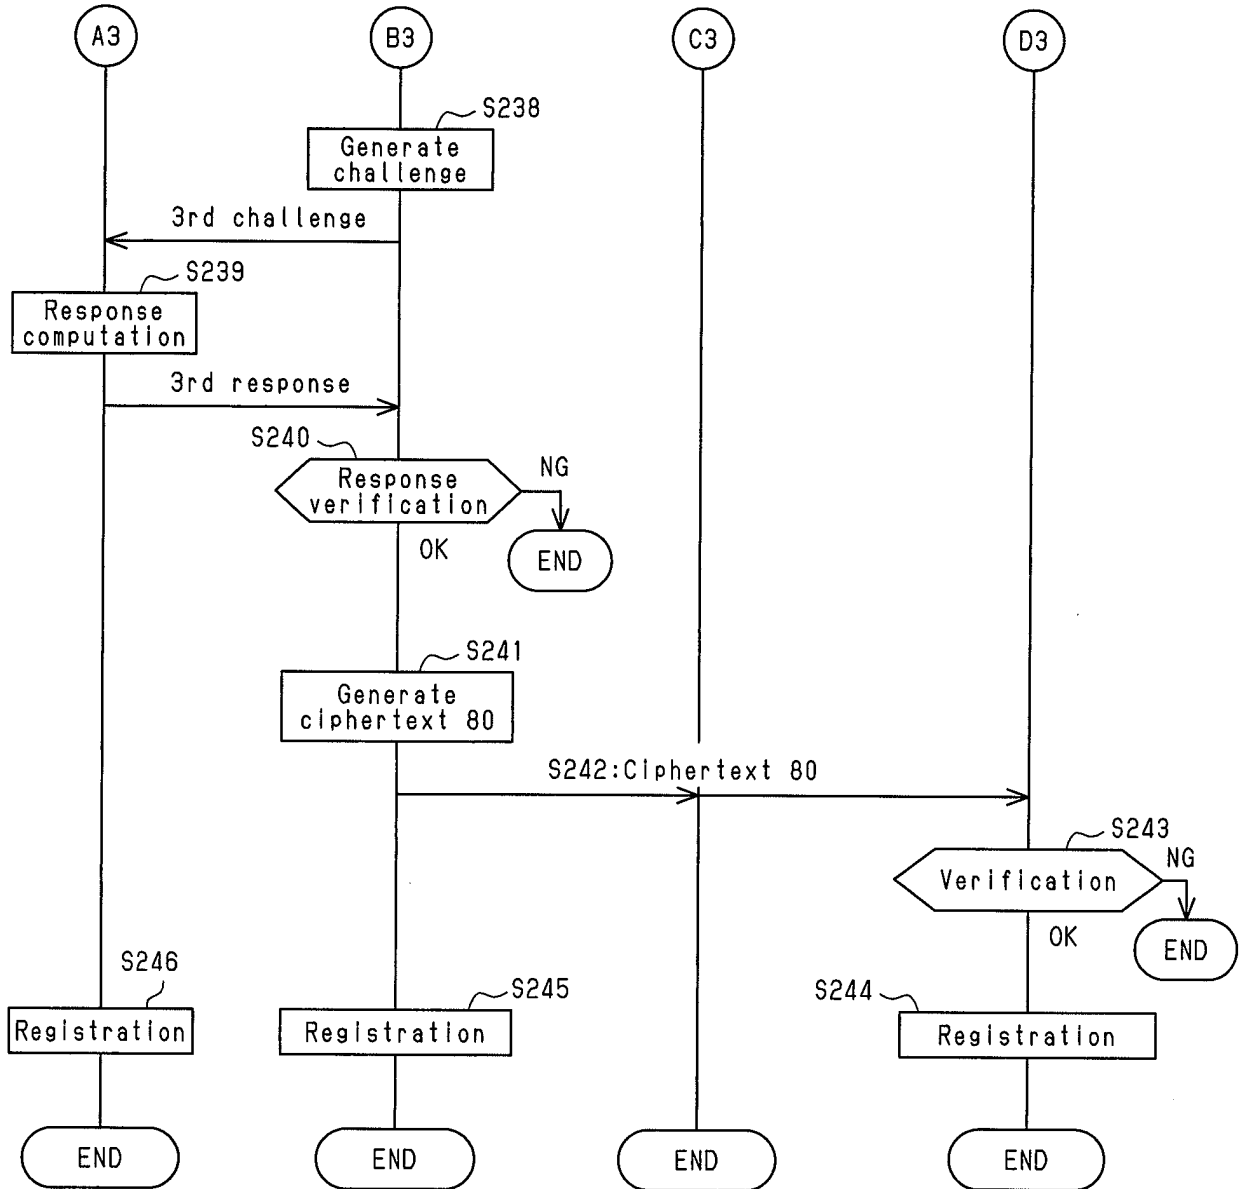 A3
B3
C3
D3
S238
Generate
challenge
3rd challenge
S239
Response
computation
3rd response
S240
Response
verification
NG
OK
END
S241
Generate
ciphertext 80
S242:Ciphertext 80
S243
Verification
NG
OK
END
S246
Registration
S245
Registration
S244
Registration
END
END
END
END